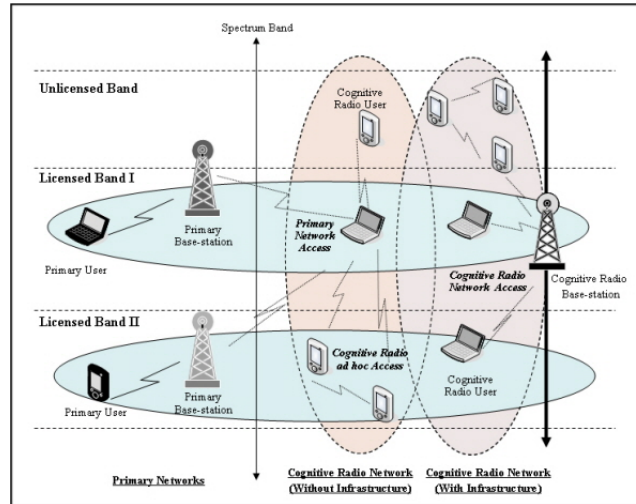 Spectrum Band
Unlicensed Band
Cognitive
Radio User
Licensed Band I
Primary
Base-station
Primary User
Primary
Network
Access
Cognitive Radio
Network Access
Cognitive Radio
Base-station
Licensed Band II
Primary
Base-station
Primary User
Cognitive Radio
ad hoc Access
Cognitive
Radio User
Primary Networks
Cognitive Radio Network
(Without Infrastructure)
Cognitive Radio Network
(With Infrastructure)